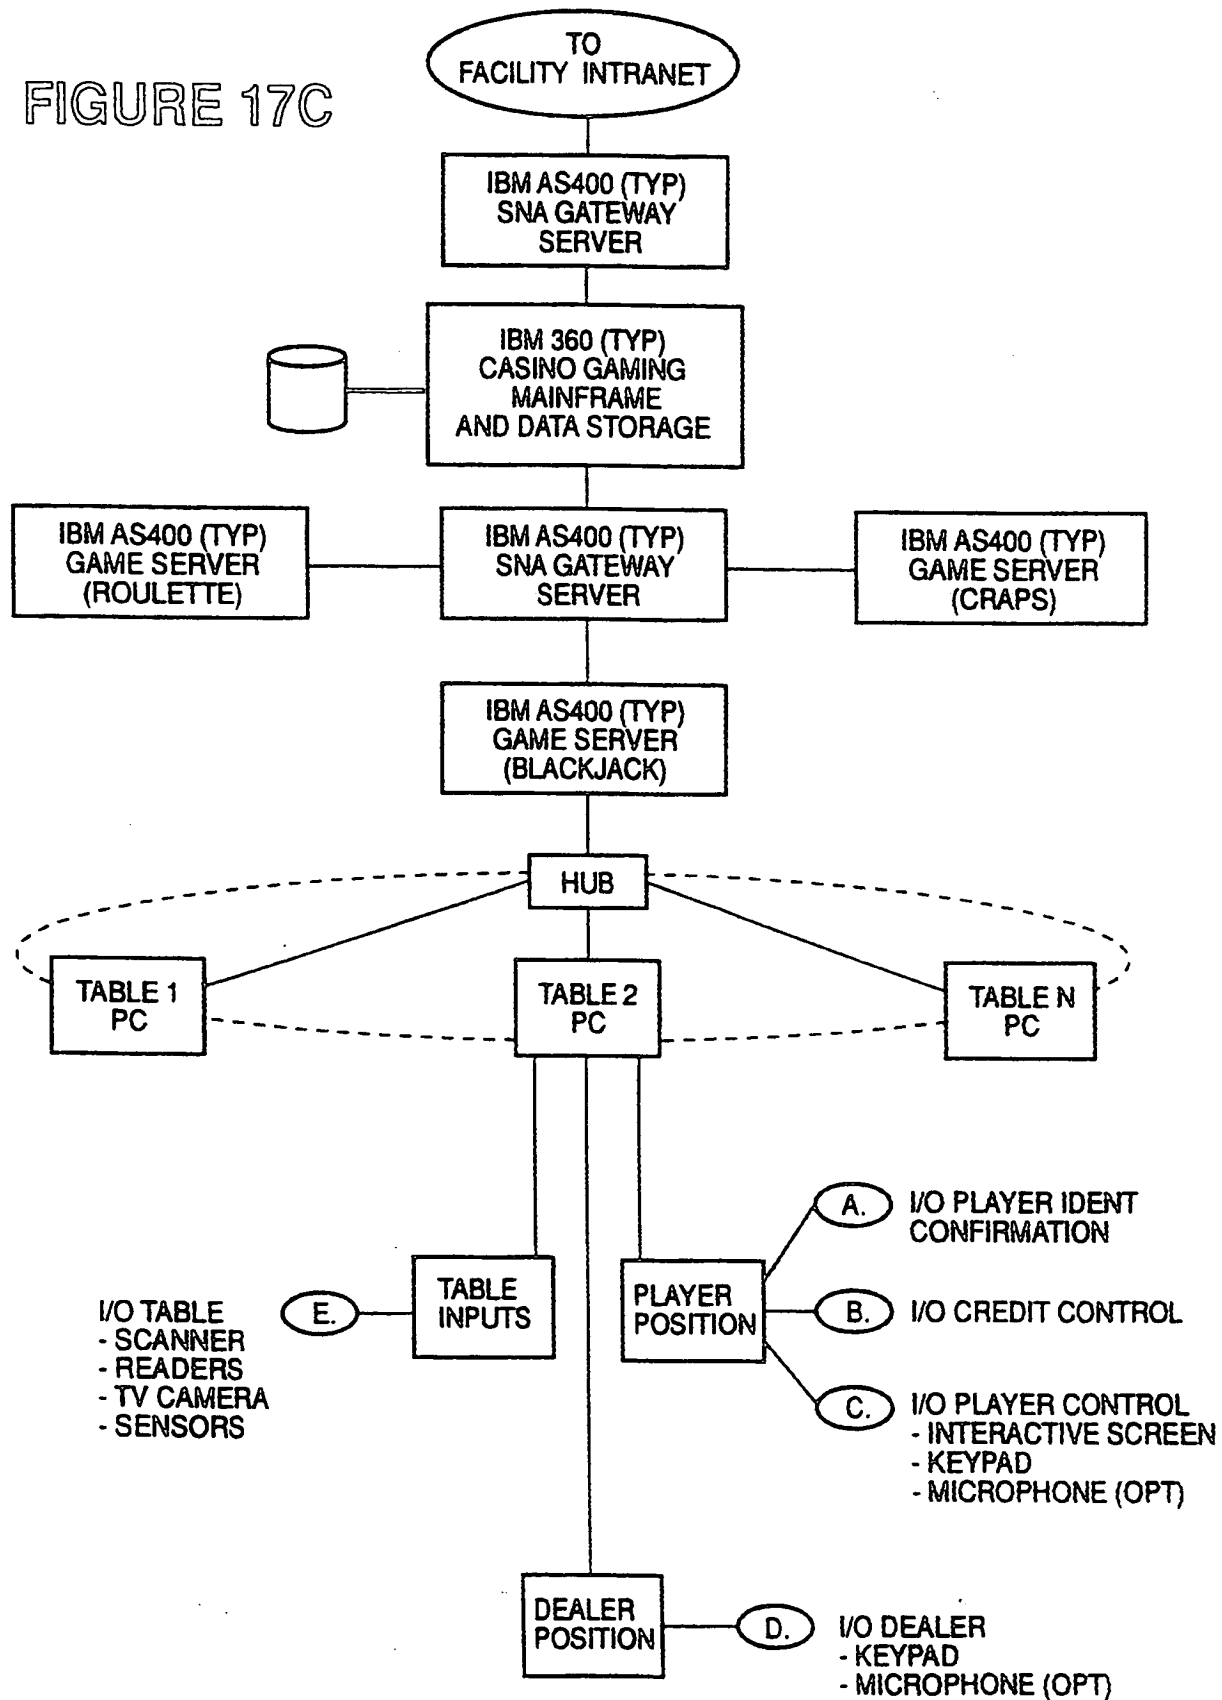 TO
FACILITY INTRANET
FIGURE 17C
IBM AS400 (TYP)
SNA GATEWAY
SERVER
IBM 360 (TYP)
CASINO GAMING
MAINFRAME
AND DATA STORAGE
IBM AS400 (TYP)
GAME SERVER
(ROULETTE)
IBM AS400 (TYP)
SNA GATEWAY
SERVER
IBM AS400 (TYP)
GAME SERVER
(CRAPS)
IBM AS400 (TYP)
GAME SERVER
(BLACKJACK)
HUB
TABLE 1
PC
TABLE 2
PC
TABLE N
PC
A.
I/O PLAYER IDENT
CONFIRMATION
TABLE
INPUTS
PLAYER
POSITION
B.
I/O CREDIT CONTROL
E.
I/O TABLE
- SCANNER
- READERS
- TV CAMERA
- SENSORS
C.
I/O PLAYER CONTROL
- INTERACTIVE SCREEN
- KEYPAD
- MICROPHONE (OPT)
DEALER
POSITION
D.
I/O DEALER
- KEYPAD
- MICROPHONE (OPT)